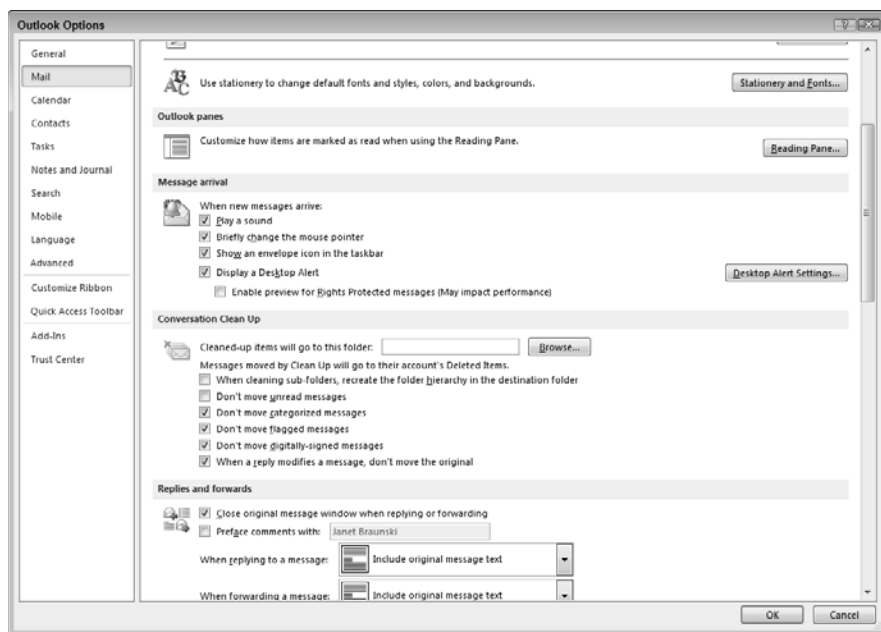 Outlook Options
General
Mail
Calendar
Contacts
Tasks
Notes and Journal
Search
Mobile
Language
Advanced
Customize Ribbon
Quick Access Toolbar
Add-Ins
Trust Center
Use stationery to change default fonts and styles, colors, and backgrounds.
Stationery and Fonts...
Outlook panes
Customize how items are marked as read when using the Reading Pane.
Reading Pane...
Message arrival
When new messages arrive:
Play a sound
Briefly change the mouse pointer
Show an envelope icon in the taskbar
Display a Desktop Alert
Desktop Alert Settings...
Enable preview for Rights Protected messages (May impact performance)
Conversation Clean Up
Cleaned-up items will go to this folder:
Browse...
Messages moved by Clean Up will go to their account's Deleted Items.
When cleaning sub-folders, recreate the folder hierarchy in the destination folder
Don't move unread messages
Don't move categorized messages
Don't move flagged messages
Don't move digitally-signed messages
When a reply modifies a message, don't move the original
Replies and forwards
Close original message window when replying or forwarding
Preface comments with: Janet Braunski
When replying to a message: Include original message text
When forwarding a message: Include original message text
OK
Cancel